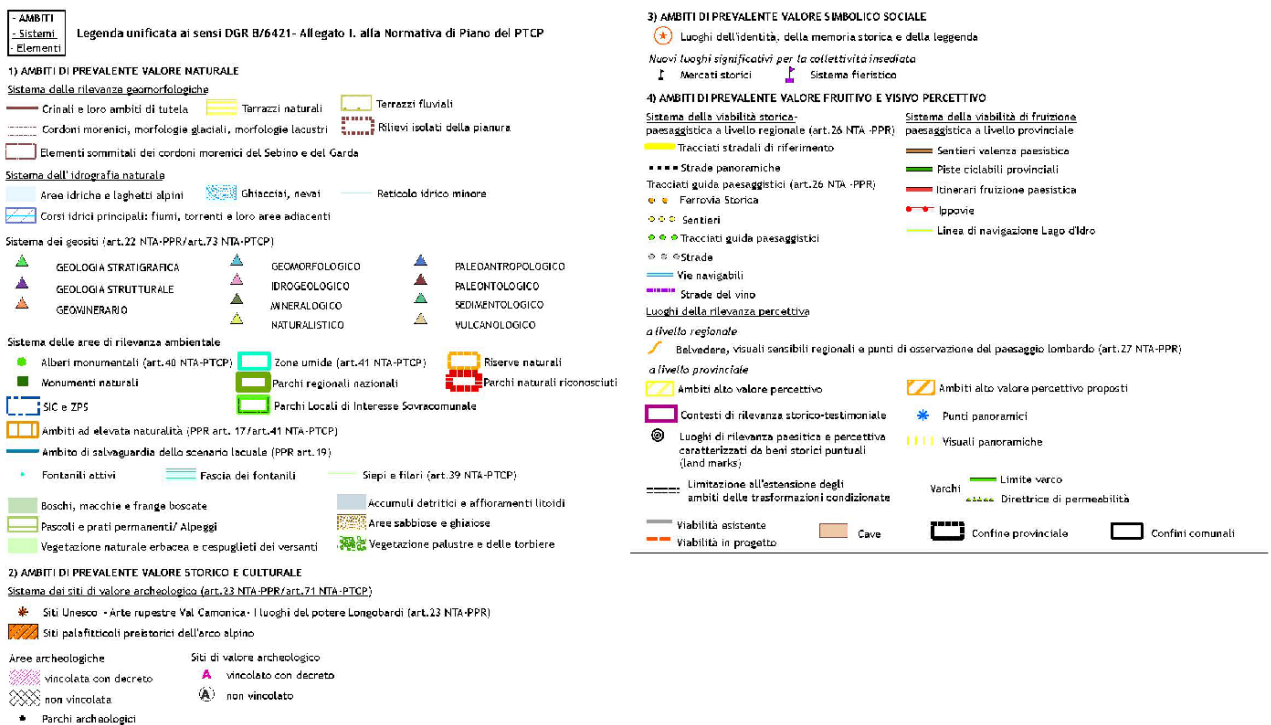 - AMBITI
- Sistemi
- Elementi
Legenda unificata ai sensi DGR 8/6421- Allegato I. alla Normativa di Piano del PTCP
1) AMBITI DI PREVALENTE VALORE NATURALE
Sistema delle rilevanze geomorfologiche
Crinali e loro ambiti di tutela
Terrazzi naturali
Terrazzi fluviali
Cordoni morenici, morfologie glaciali, morfologie lacustri
Rilievi isolati della pianura
Elementi sommitali dei cordoni morenici del Sebino e del Garda
Sistema dell'idrografia naturale
Aree idriche e laghetti alpini
Ghiacciai, nevai
Reticolo idrico minore
Corsi idrici principali: fiumi, torrenti e loro aree adiacenti
Sistema dei geositi (art.22 NTA-PPR/art.73 NTA-PTCP)
GEOLOGIA STRATIGRAFICA
GEOMORFOLOGICO
PALEOANTROPOLOGICO
GEOLOGIA STRUTTURALE
IDROGEOLOGICO
PALEONTOLOGICO
GEOMINERARIO
MINERALOGICO
SEDIMENTOLOGICO
NATURALISTICO
VULCANOLOGICO
Sistema delle aree di rilevanza ambientale
Alberi monumentali (art.40 NTA-PTCP)
Zone umide (art.41 NTA-PTCP)
Riserve naturali
Monumenti naturali
Parchi regionali nazionali
Parchi naturali riconosciuti
SIC e ZPS
Parchi Locali di Interesse Sovracomunale
Ambiti ad elevata naturalità (PPR art. 17/art.41 NTA-PTCP)
Ambito di salvaguardia dello scenario lacuale (PPR art.19)
Fontanili attivi
Fascia dei fontanili
Siepi e filari (art.39 NTA-PTCP)
Boschi, macchie e frange boscate
Accumuli detritici e affioramenti litoidi
Pascoli e prati permanenti/ Alpeggi
Aree sabbiose e ghiaiose
Vegetazione naturale erbacea e cespuglieti dei versanti
Vegetazione palustre e delle torbiere
2) AMBITI DI PREVALENTE VALORE STORICO E CULTURALE
Sistema dei siti di valore archeologico (art.23 NTA-PPR/art.71 NTA-PTCP)
Siti Unesco - Arte rupestre Val Camonica- I luoghi del potere Longobardi (art.23 NTA-PPR)
Siti palafitticoli preistorici dell'arco alpino
Aree archeologiche
Siti di valore archeologico
vincolata con decreto
A vincolato con decreto
non vincolata
A non vincolato
Parchi archeologici
3) AMBITI DI PREVALENTE VALORE SIMBOLICO SOCIALE
Luoghi dell'identità, della memoria storica e della leggenda
Nuovi luoghi significativi per la collettività insediata
Mercati storici
Sistema fieristico
4) AMBITI DI PREVALENTE VALORE FRUITIVO E VISIVO PERCETTIVO
Sistema della viabilità storica-
paesaggistica a livello regionale (art.26 NTA -PPR)
Tracciati stradali di riferimento
Strade panoramiche
Tracciati guida paesaggistici (art.26 NTA -PPR)
Ferrovia Storica
Sentieri
Tracciati guida paesaggistici
Strade
Vie navigabili
Strade del vino
Sistema della viabilità di fruizione
paesaggistica a livello provinciale
Sentieri valenza paesistica
Piste ciclabili provinciali
Itinerari fruizione paesistica
Ippovie
Linea di navigazione Lago d'Idro
Luoghi della rilevanza percettiva
a livello regionale
Belvedere, visuali sensibili regionali e punti di osservazione del paesaggio lombardo (art.27 NTA-PPR)
a livello provinciale
Ambiti alto valore percettivo
Ambiti alto valore percettivo proposti
Contesti di rilevanza storico-testimoniale
Punti panoramici
Luoghi di rilevanza paesitica e percettiva
caratterizzati da beni storici puntuali
(land marks)
Visuali panoramiche
Limitazione all'estensione degli
ambiti delle trasformazioni condizionate
Varchi
Limite varco
Direttrice di permeabilità
Viabilità esistente
Viabilità in progetto
Cave
Confine provinciale
Confini comunali